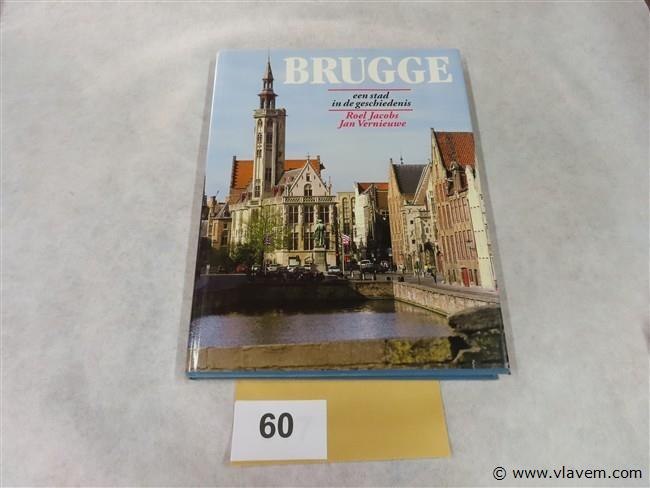 BRUGGE
een stad
in de geschiedenis
Roel Jacobs
Jan Vernieuwe
60
© www.vlavem.com